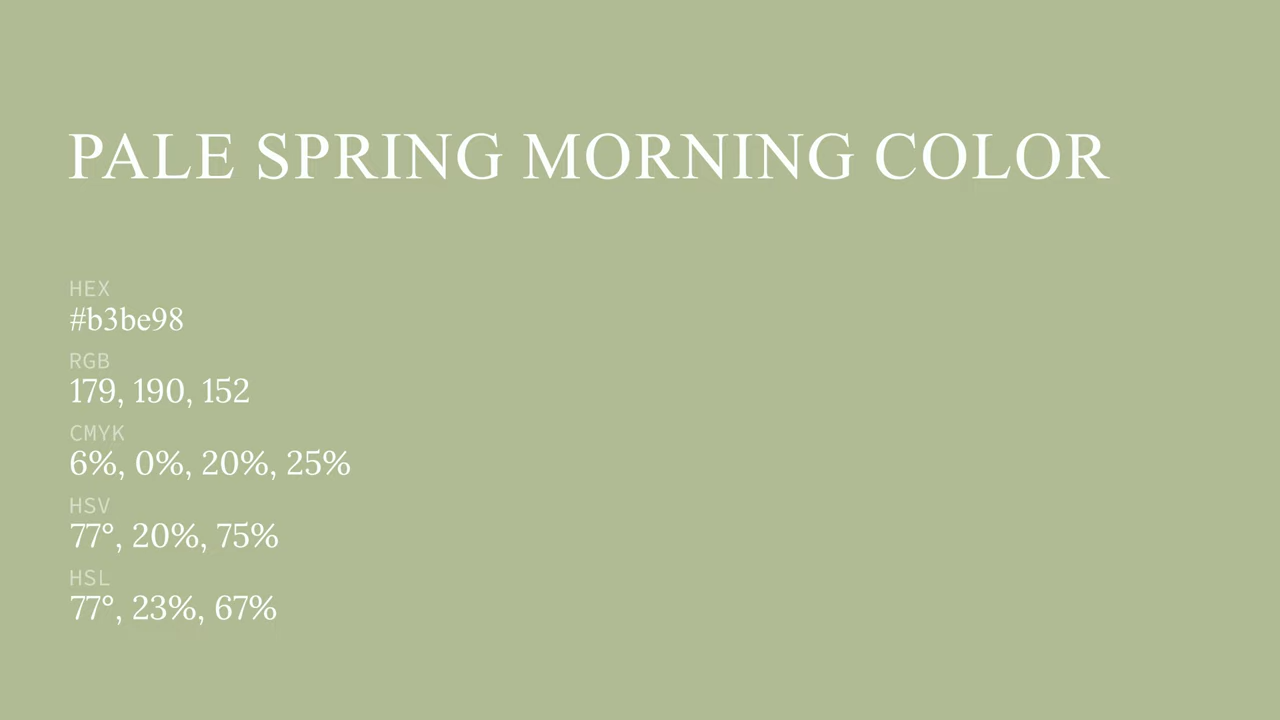 PALE SPRING MORNING COLOR
HEX
#b3be98
RGB
179, 190, 152
CMYK
6%, 0%, 20%, 25%
HSV
77°, 20%, 75%
HSL
77°, 23%, 67%